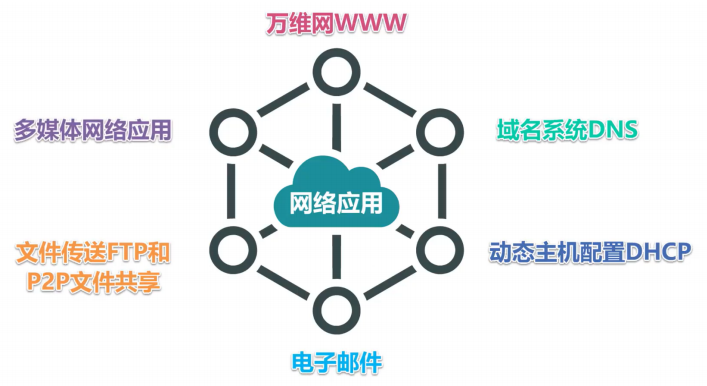 万维网WWW
多媒体网络应用
域名系统DNS
网络应用
文件传送FTP和
P2P文件共享
动态主机配置DHCP
电子邮件